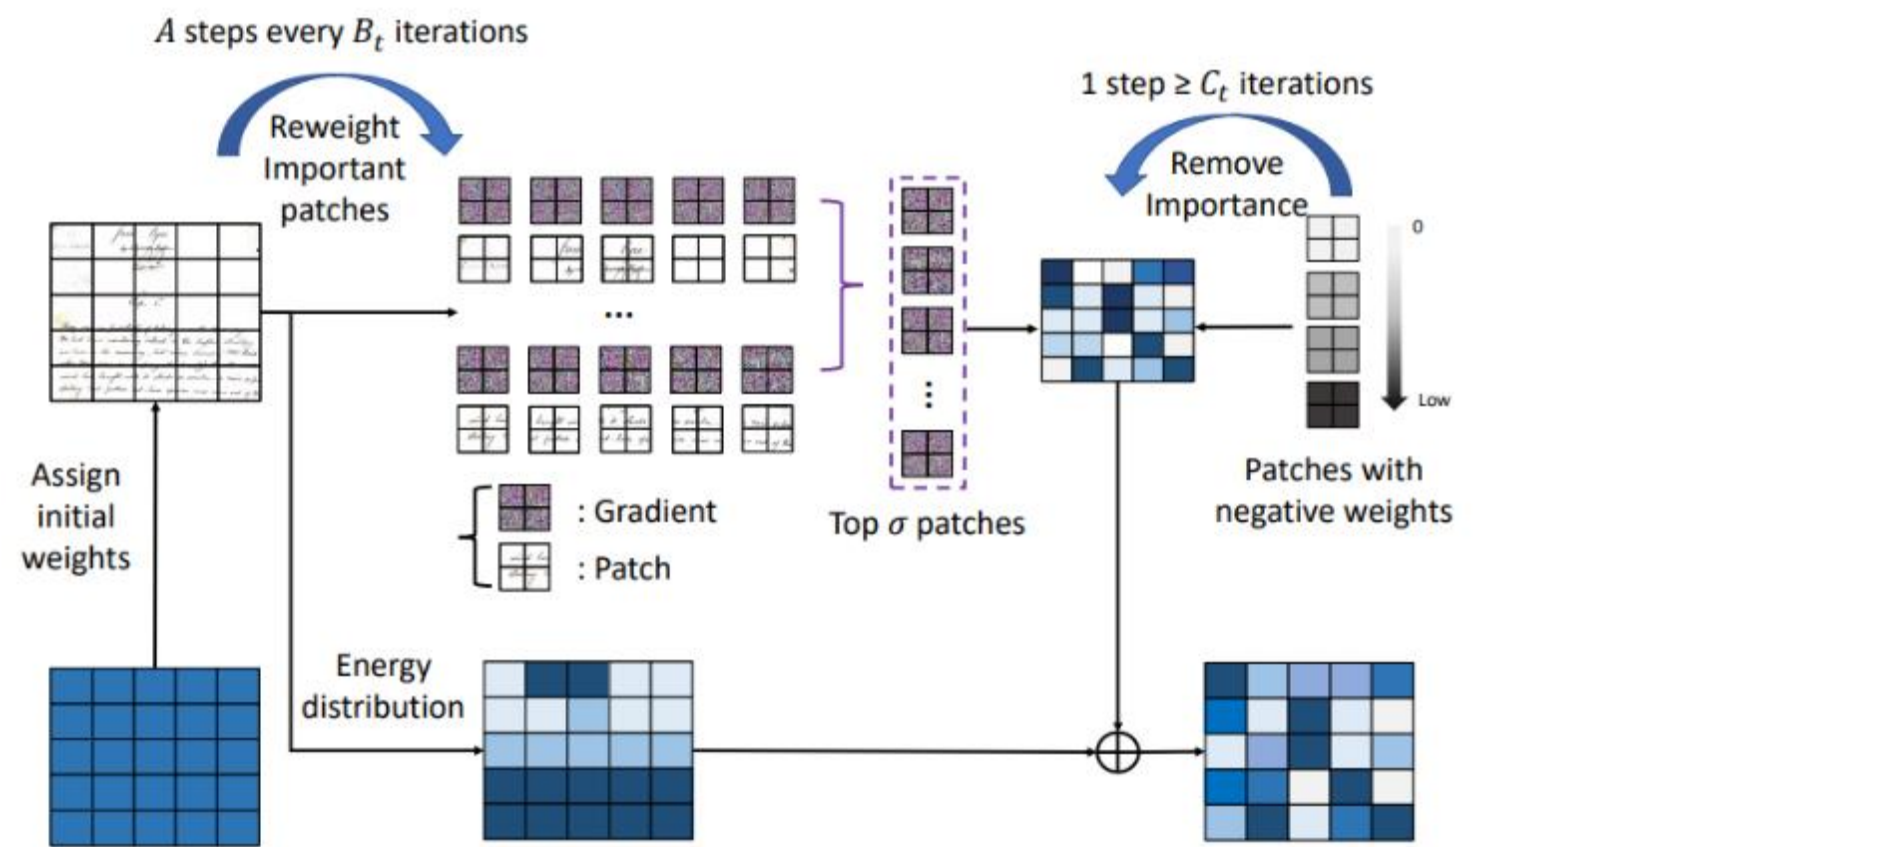 A steps every B_t iterations
Reweight
Important
patches
1 step ≥ C_t iterations
Remove
Importance
0
Low
...
Assign
initial
weights
: Gradient
: Patch
Top σ patches
Patches with
negative weights
Energy
distribution